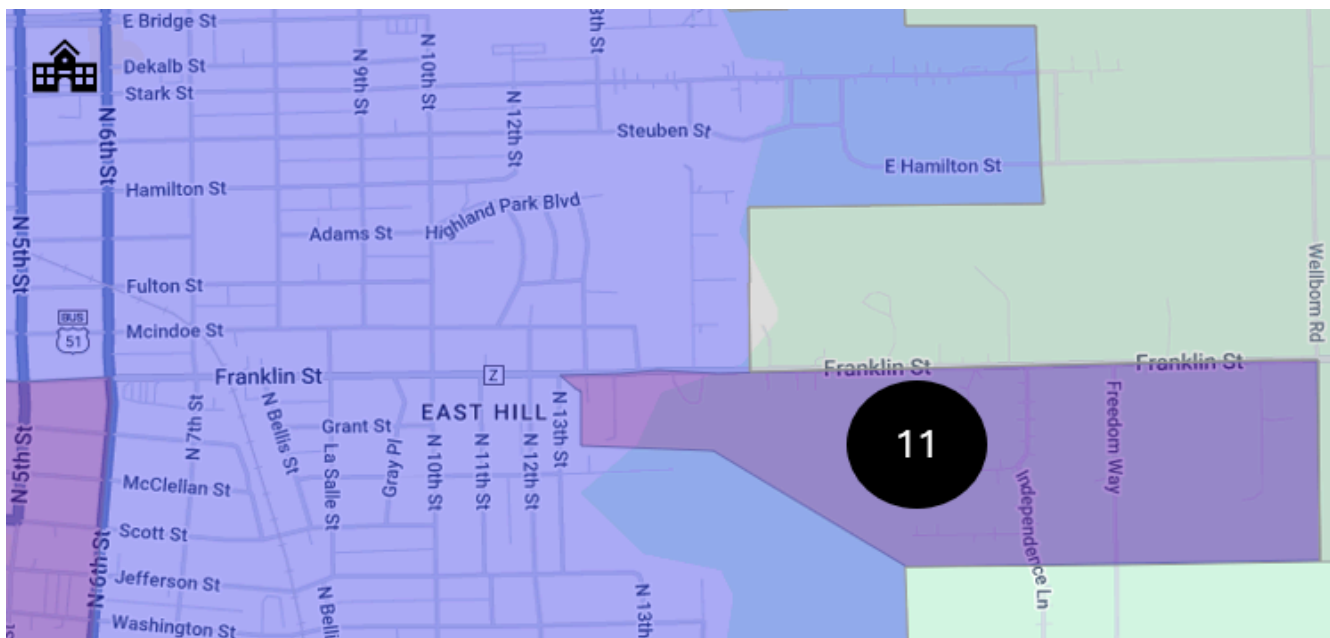 E Bridge St
Dekalb St
Stark St
N 9th St
N 10th St
N 12th St
8th St
N 6th St
Steuben St
E Hamilton St
Hamilton St
Highland Park Blvd
Adams St
N 5th St
Fulton St
Wellborn Rd
BUS
51
Mcindoe St
Franklin St
Z
Franklin St
Franklin St
EAST HILL
N 7th St
N Bellis St
Grant St
La Salle St
Gray Pl
N 10th St
N 11th St
N 12th St
N 13th St
11
Freedom Way
Independence Ln
N 5th St
McClellan St
Scott St
N 6th St
Jefferson St
N Belli
N 13th
Washington St